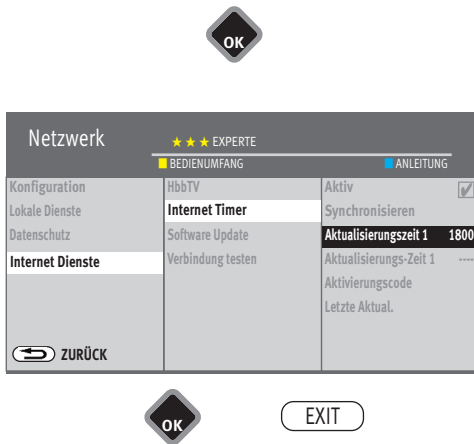 OK
Netzwerk
★ ★ ★ EXPERTE
BEDIENUMFANG
ANLEITUNG
Konfiguration
Lokale Dienste
Datenschutz
Internet Dienste
ZURÜCK
HbbTV
Internet Timer
Software Update
Verbindung testen
Aktiv
Synchronisieren
Aktualisierungszeit 1 1800
Aktualisierungs-Zeit 1 ----
Aktivierungscode
Letzte Aktual.
OK
EXIT